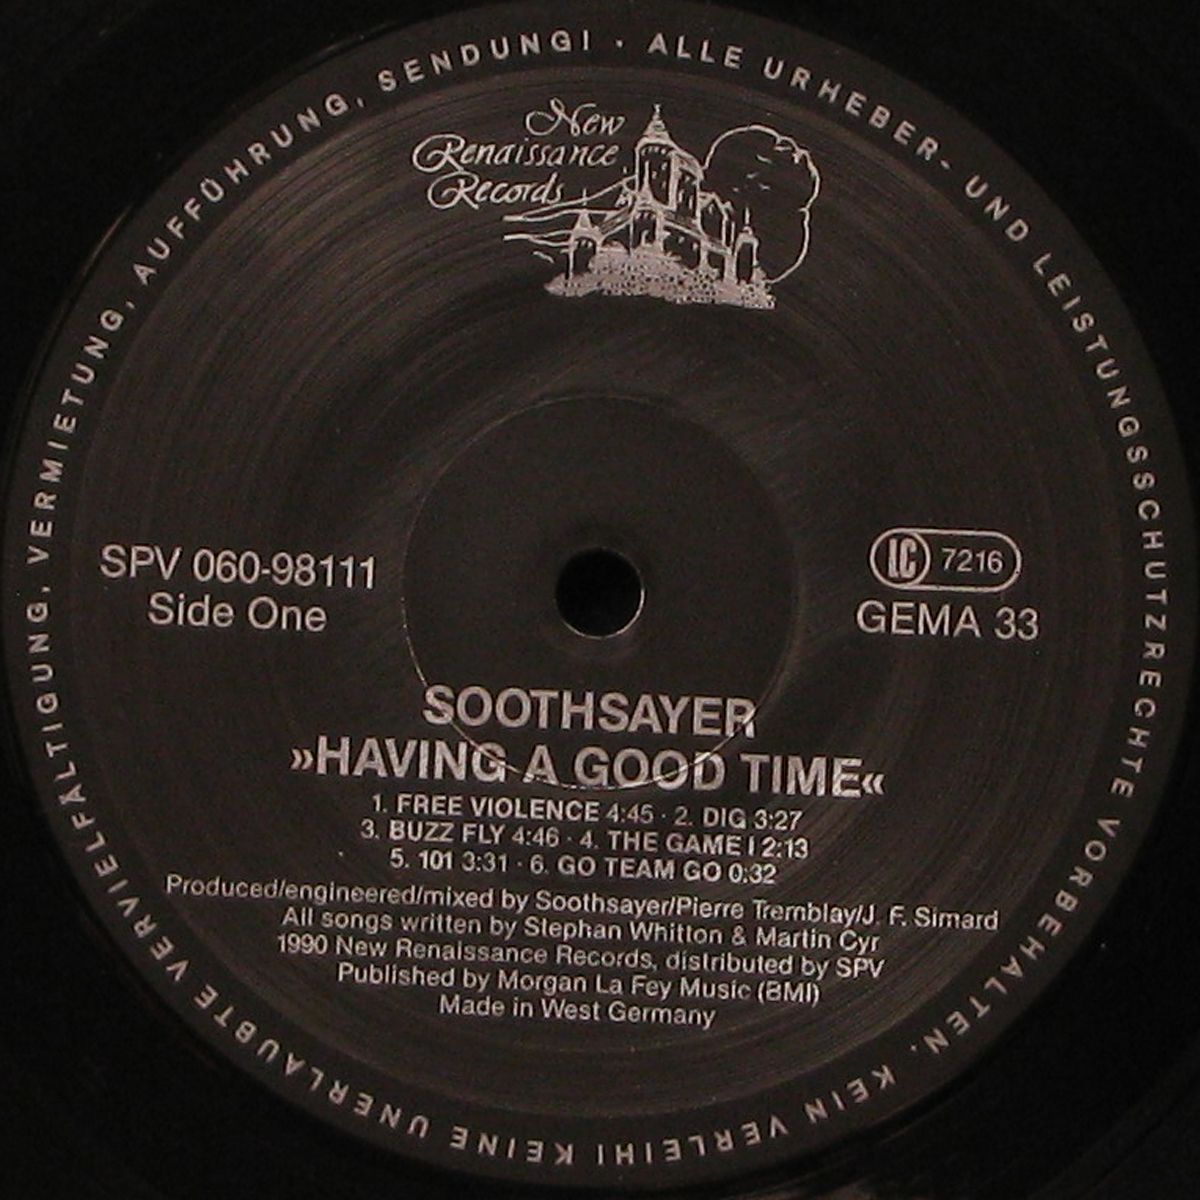 ALLE URHEBER- UND LEISTUNGSSCHUTZRECHTE VORBEHALTEN. KEIN VERLEIH! KEINE UNERLAUBTE VERVIELFÄLTIGUNG, VERMIETUNG, AUFFÜHRUNG, SENDUNG! ·
New
Renaissance
Records
SPV 060-98111
Side One
LC 7216
GEMA 33
SOOTHSAYER
»HAVING A GOOD TIME«
1. FREE VIOLENCE 4:45 · 2. DIG 3:27
3. BUZZ FLY 4:46 · 4. THE GAME I 2:13
5. 101 3:31 · 6. GO TEAM GO 0:32
Produced/engineered/mixed by Soothsayer/Pierre Tremblay/J. F. Simard
All songs written by Stephan Whitton & Martin Cyr
1990 New Renaissance Records, distributed by SPV
Published by Morgan La Fey Music (BMI)
Made in West Germany